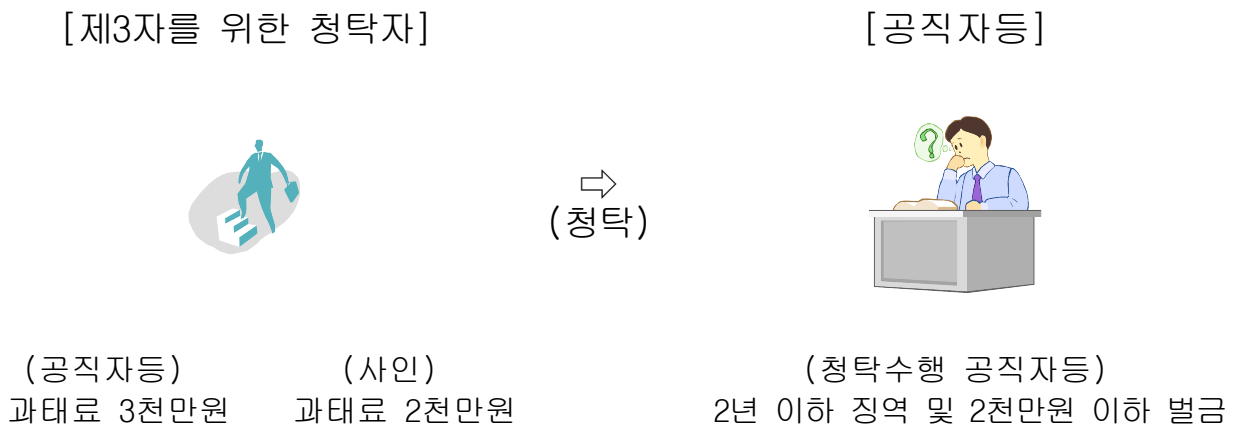 [제3자를 위한 청탁자]
[공직자등]
?
⇨
(청탁)
(공직자등)
과태료 3천만원
(사인)
과태료 2천만원
(청탁수행 공직자등)
2년 이하 징역 및 2천만원 이하 벌금